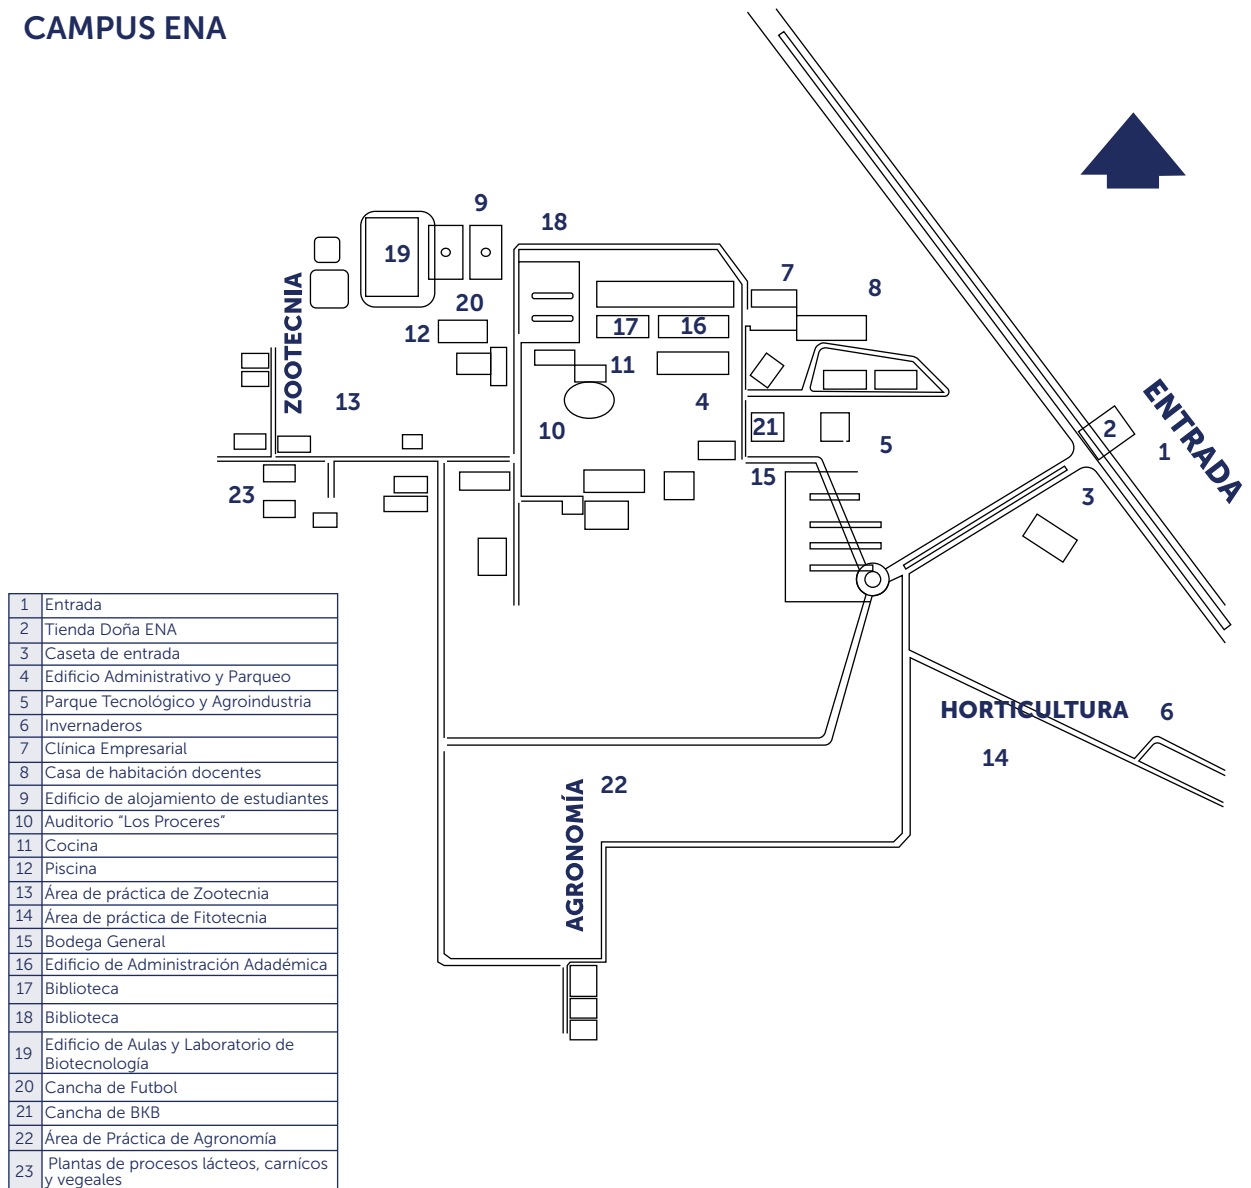 CAMPUS ENA
9
18
19
7
8
20
12
17
16
11
ZOOTECNIA
13
4
10
21
5
15
23
ENTRADA
2
1
3
HORTICULTURA
6
14
22
AGRONOMÍA
1 Entrada
2 Tienda Doña ENA
3 Caseta de entrada
4 Edificio Administrativo y Parqueo
5 Parque Tecnológico y Agroindustria
6 Invernaderos
7 Clínica Empresarial
8 Casa de habitación docentes
9 Edificio de alojamiento de estudiantes
10 Auditorio “Los Proceres”
11 Cocina
12 Piscina
13 Área de práctica de Zootecnia
14 Área de práctica de Fitotecnia
15 Bodega General
16 Edificio de Administración Adadémica
17 Biblioteca
18 Biblioteca
19 Edificio de Aulas y Laboratorio de
Biotecnología
20 Cancha de Futbol
21 Cancha de BKB
22 Área de Práctica de Agronomía
23 Plantas de procesos lácteos, carnícos
y vegeales